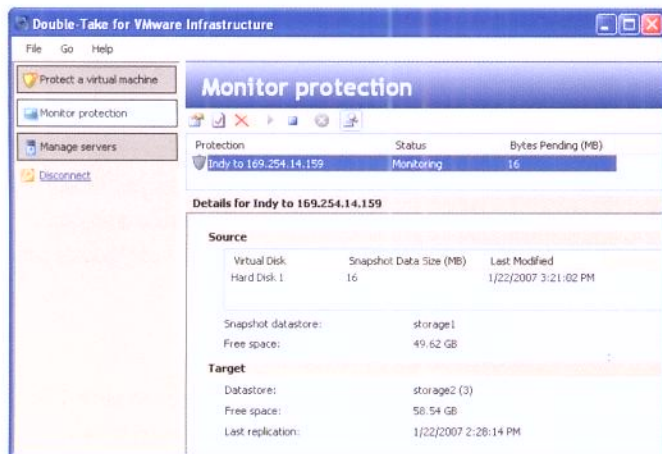 Double-Take for VMware Infrastructure
File Go Help
Protect a virtual machine
Monitor protection
Manage servers
Disconnect
Monitor protection
Protection Status Bytes Pending (MB)
Indy to 169.254.14.159 Monitoring 16
Details for Indy to 169.254.14.159
Source
Virtual Disk Snapshot Data Size (MB) Last Modified
Hard Disk 1 16 1/22/2007 3:21:02 PM
Snapshot datastore: storage1
Free space: 49.62 GB
Target
Datastore: storage2 (3)
Free space: 58.54 GB
Last replication: 1/22/2007 2:28:14 PM